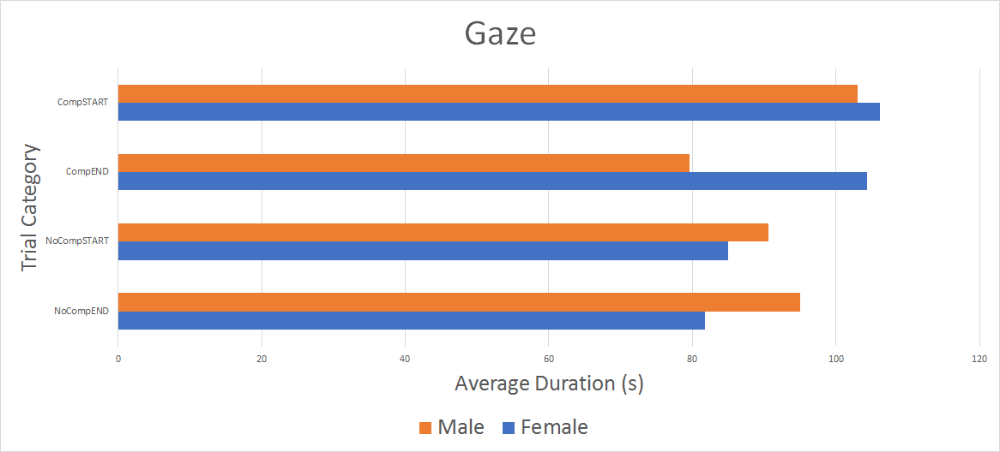 Gaze
Trial Category
CompSTART
CompEND
NoCompSTART
NoCompEND
0 20 40 60 80 100 120
Average Duration (s)
Male Female